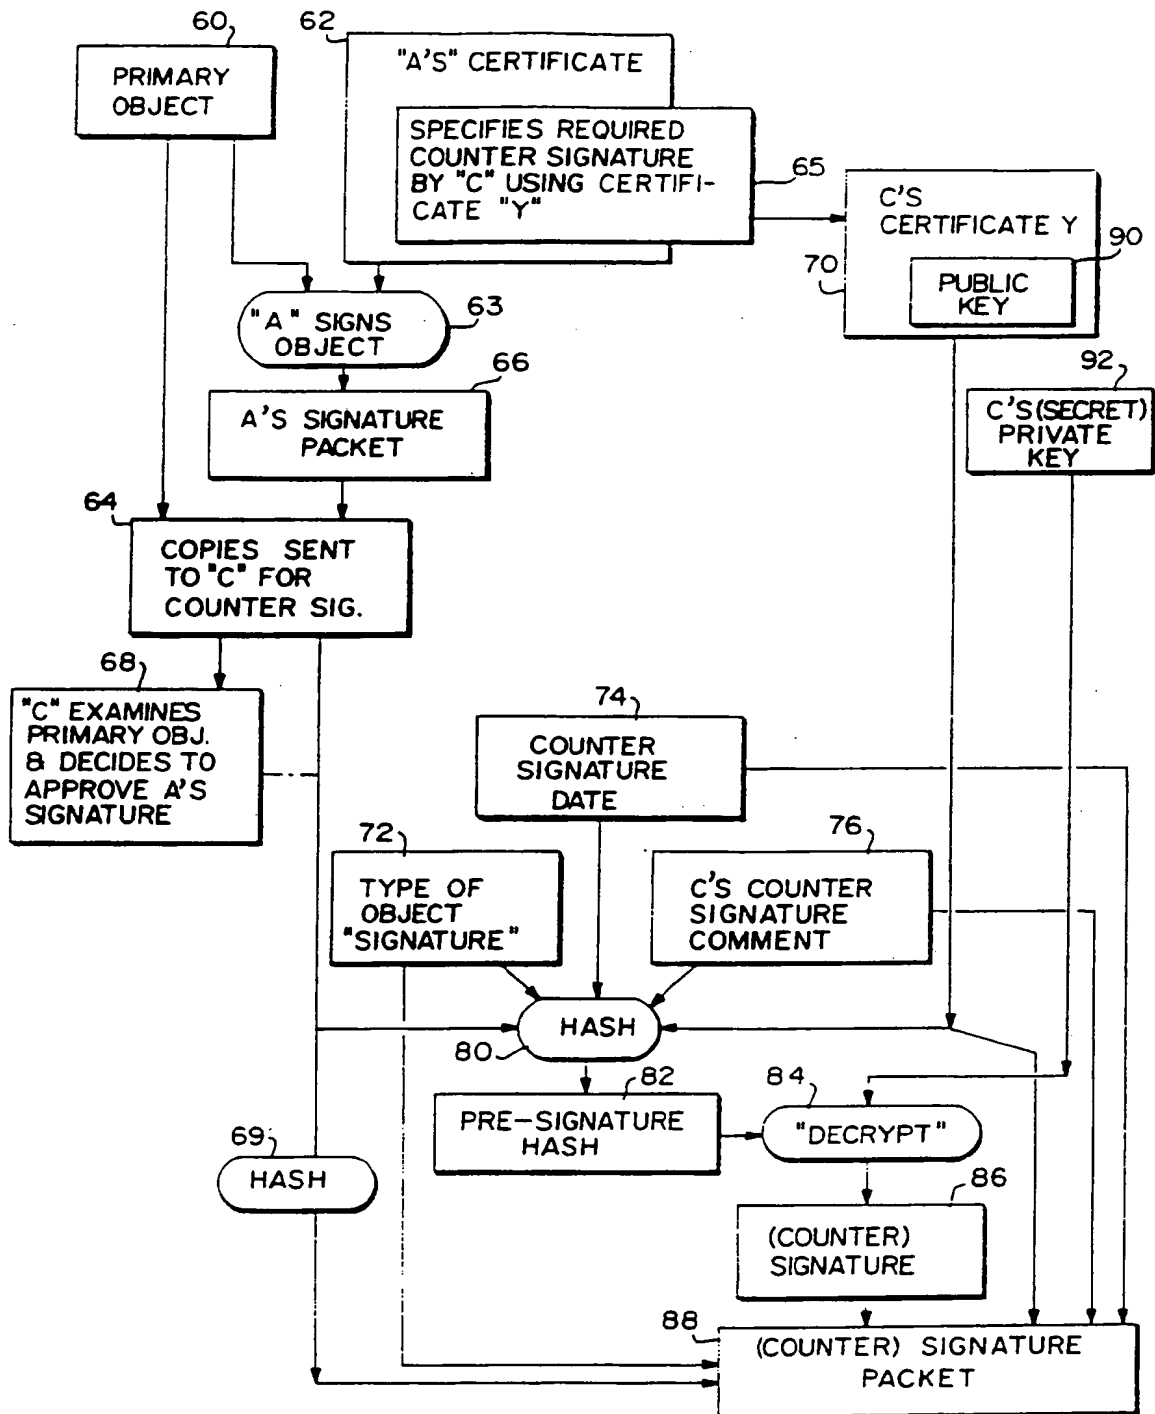 60
PRIMARY
OBJECT
62
"A'S" CERTIFICATE
SPECIFIES REQUIRED
COUNTER SIGNATURE
BY "C" USING CERTIFI-
CATE "Y"
65
C'S
CERTIFICATE Y
90
70
PUBLIC
KEY
"A" SIGNS
OBJECT
63
66
A'S SIGNATURE
PACKET
92
C'S (SECRET)
PRIVATE
KEY
64
COPIES SENT
TO "C" FOR
COUNTER SIG.
68
"C" EXAMINES
PRIMARY OBJ.
& DECIDES TO
APPROVE A'S
SIGNATURE
74
COUNTER
SIGNATURE
DATE
72
TYPE OF
OBJECT
"SIGNATURE"
76
C'S COUNTER
SIGNATURE
COMMENT
HASH
80
82
PRE-SIGNATURE
HASH
84
"DECRYPT"
69
HASH
86
(COUNTER)
SIGNATURE
88
(COUNTER) SIGNATURE
PACKET